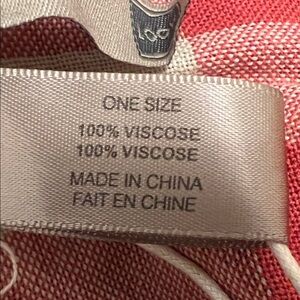 ONE SIZE
100% VISCOSE
100% VISCOSE
MADE IN CHINA
FAIT EN CHINE